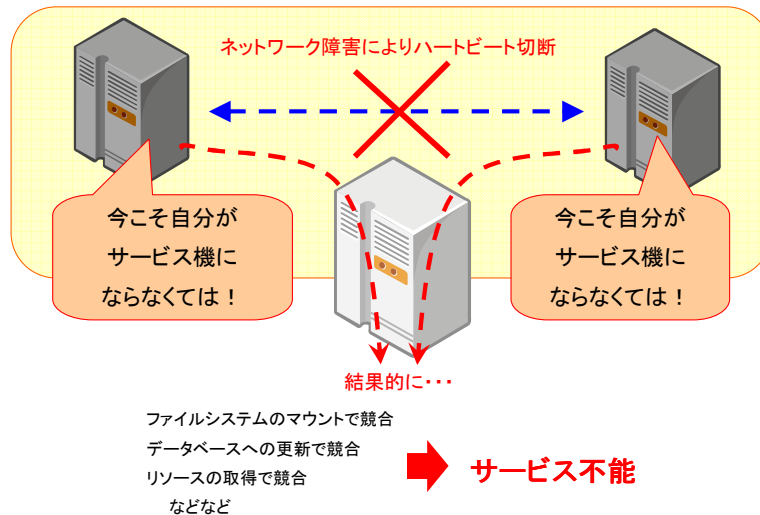 ネットワーク障害によりハートビート切断
今こそ自分が
サービス機に
ならなくては！
今こそ自分が
サービス機に
ならなくては！
結果的に・・・
ファイルシステムのマウントで競合
データベースへの更新で競合
リソースの取得で競合
などなど
サービス不能